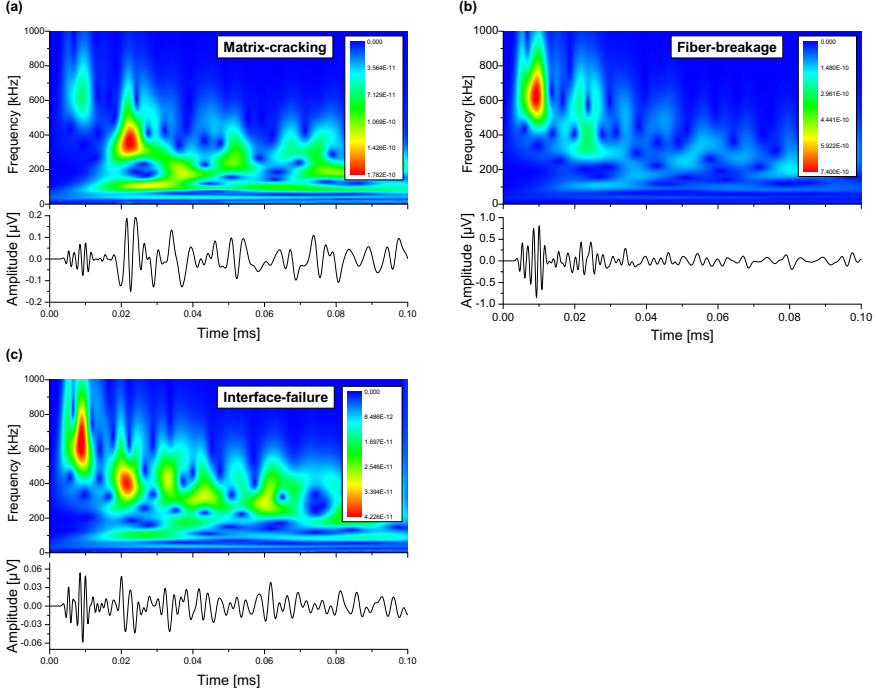 (a)
1000
800
600
400
200
0
Frequency [kHz]
Matrix-cracking
0.000
3.564E-11
7.129E-11
1.069E-10
1.426E-10
1.782E-10
0.2
0.1
0.0
-0.1
-0.2
Amplitude [µV]
0.00 0.02 0.04 0.06 0.08 0.10
Time [ms]
(b)
1000
800
600
400
200
0
Frequency [kHz]
Fiber-breakage
0.000
1.480E-10
2.961E-10
4.441E-10
5.922E-10
7.400E-10
1.0
0.5
0.0
-0.5
-1.0
Amplitude [µV]
0.00 0.02 0.04 0.06 0.08 0.10
Time [ms]
(c)
1000
800
600
400
200
0
Frequency [kHz]
Interface-failure
0.000
8.486E-12
1.697E-11
2.546E-11
3.394E-11
4.226E-11
0.06
0.03
0.00
-0.03
-0.06
Amplitude [µV]
0.00 0.02 0.04 0.06 0.08 0.10
Time [ms]